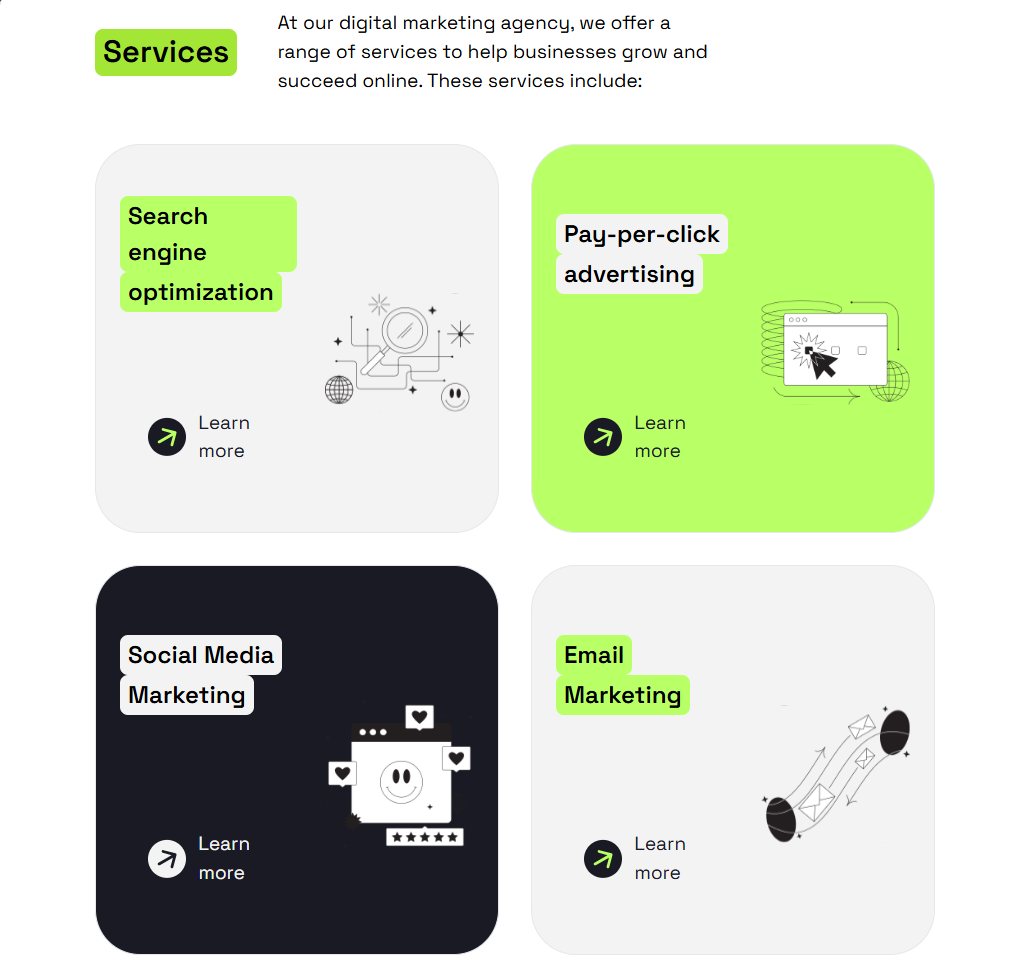 Services
At our digital marketing agency, we offer a
range of services to help businesses grow and
succeed online. These services include:
Search
engine
optimization
Learn
more
Pay-per-click
advertising
Learn
more
Social Media
Marketing
Learn
more
Email
Marketing
Learn
more